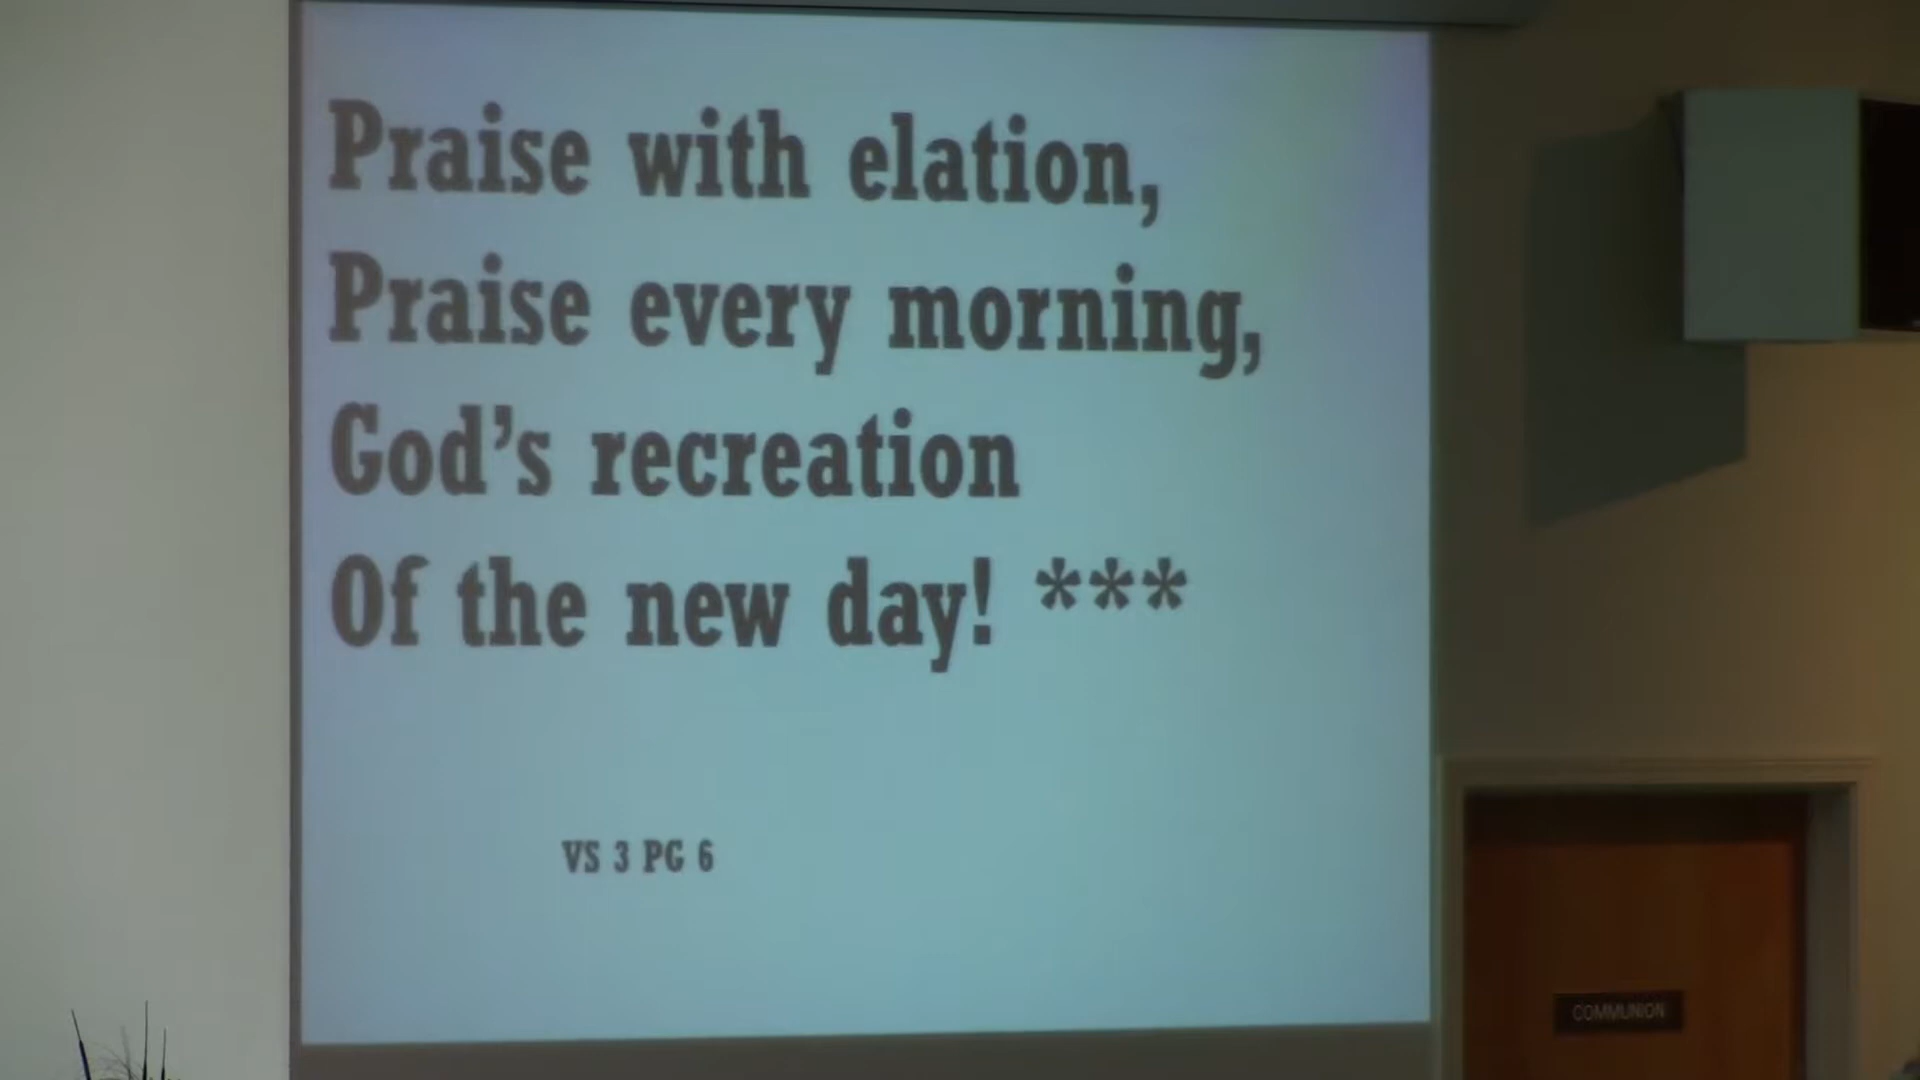 Praise with elation,
Praise every morning,
God’s recreation
Of the new day! ***
VS 3 PG 6
COMMUNION